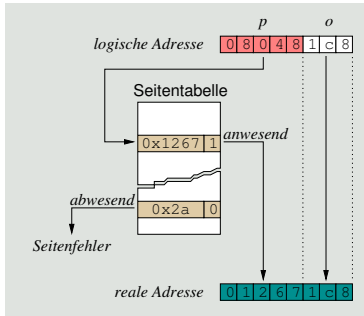 p o
logische Adresse 0 8 0 4 8 1 c 8
Seitentabelle
0x1267 1 anwesend
abwesend 0x2a 0
Seitenfehler
reale Adresse 0 1 2 6 7 1 c 8